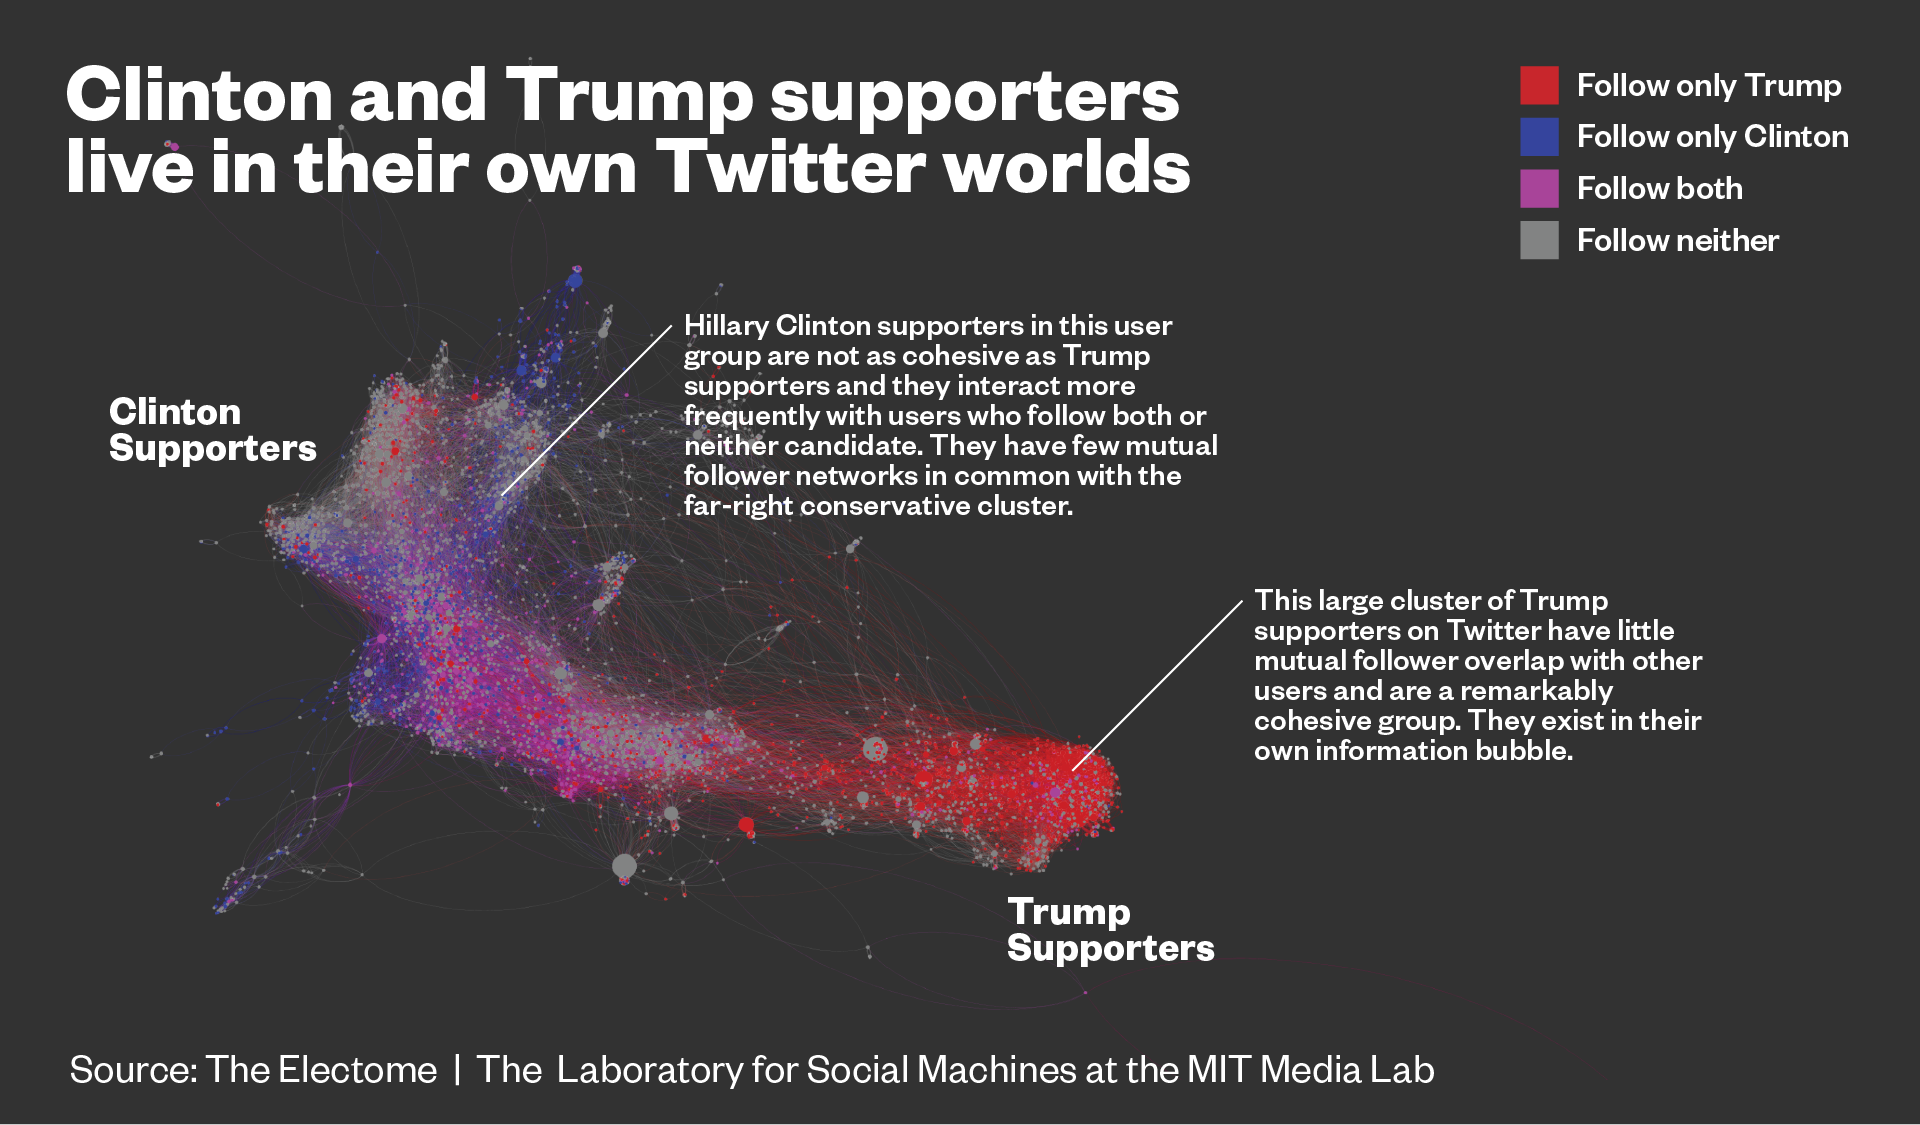 Clinton and Trump supporters
live in their own Twitter worlds
Follow only Trump
Follow only Clinton
Follow both
Follow neither
Hillary Clinton supporters in this user
group are not as cohesive as Trump
supporters and they interact more
frequently with users who follow both or
neither candidate. They have few mutual
follower networks in common with the
far-right conservative cluster.
Clinton
Supporters
This large cluster of Trump
supporters on Twitter have little
mutual follower overlap with other
users and are a remarkably
cohesive group. They exist in their
own information bubble.
Trump
Supporters
Source: The Electome | The Laboratory for Social Machines at the MIT Media Lab